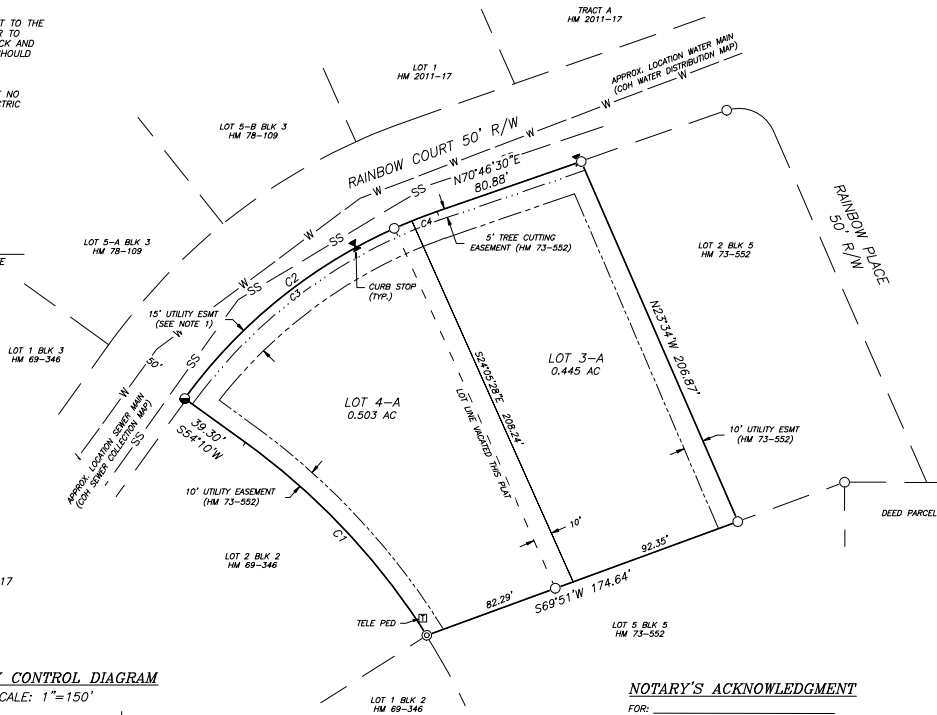 T TO THE
R TO
CK AND
SHOULD
NO
CTRIC
TRACT A
HM 2011-17
LOT 1
HM 2011-17
APPROX. LOCATION WATER MAIN
(COH WATER DISTRIBUTION MAP)
LOT 5-B BLK 3
HM 78-109
RAINBOW COURT 50' R/W
W
W
W
W
W
W
W
W
W
SS
SS
SS
SS
SS
N70°46'30"E
80.88'
C4
5' TREE CUTTING
EASEMENT (HM 73-552)
RAINBOW PLACE
50' R/W
LOT 5-A BLK 3
HM 78-109
E
LOT 2 BLK 5
HM 73-552
C2
C3
CURB STOP
(TYP.)
15' UTILITY ESMT
(SEE NOTE 1)
N23°34'W 206.87'
LOT 1 BLK 3
HM 69-346
50'
LOT 3-A
0.445 AC
S24°05'28"E 208.24'
LOT 4-A
0.503 AC
LOT LINE VACATED THIS PLAT
39.30'
S54°10'W
APPROX. LOCATION SEWER MAIN
(COH SEWER COLLECTION MAP)
10' UTILITY ESMT
(HM 73-552)
10' UTILITY EASEMENT
(HM 73-552)
DEED PARCEL
10'
C1
92.35'
LOT 2 BLK 2
HM 69-346
17
82.29'
S69°51'W 174.64'
TELE PED
T
LOT 5 BLK 5
HM 73-552
CONTROL DIAGRAM
CALE: 1"=150'
LOT 1 BLK 2
HM 69-346
NOTARY'S ACKNOWLEDGMENT
FOR: